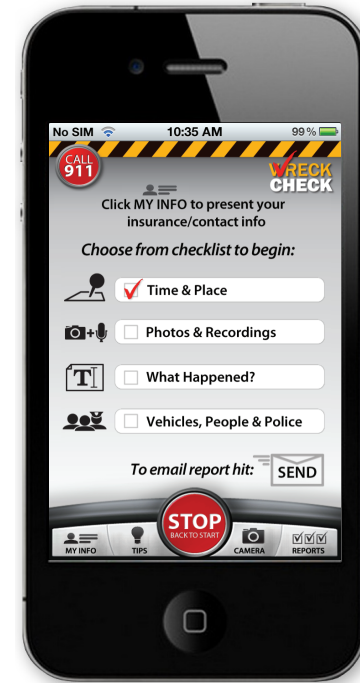 No SIM 10:35 AM 99%
CALL
911
WRECK
CHECK
Click MY INFO to present your
insurance/contact info
Choose from checklist to begin:
Time & Place
Photos & Recordings
T
What Happened?
Vehicles, People & Police
To email report hit: SEND
STOP
BACK TO START
MY INFO TIPS CAMERA REPORTS